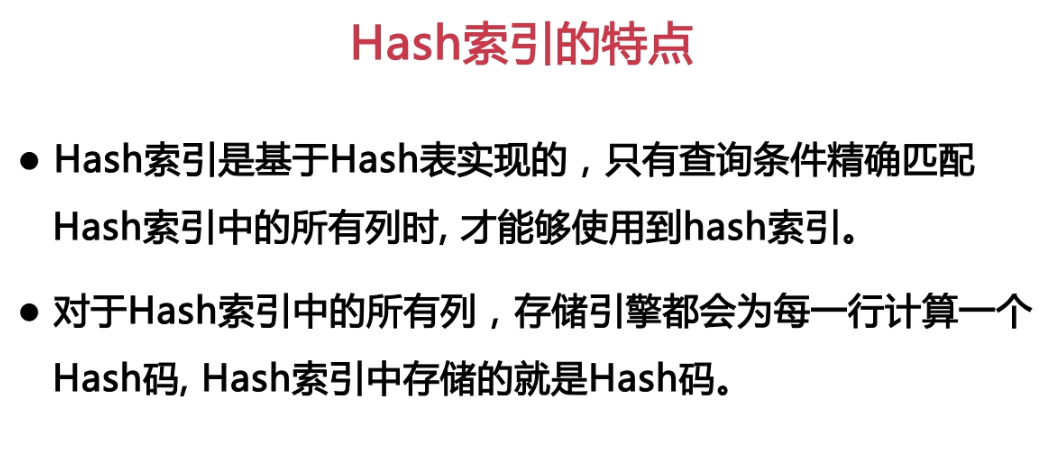 Hash索引的特点
● Hash索引是基于Hash表实现的，只有查询条件精确匹配
Hash索引中的所有列时, 才能够使用到hash索引。
● 对于Hash索引中的所有列，存储引擎都会为每一行计算一个
Hash码, Hash索引中存储的就是Hash码。